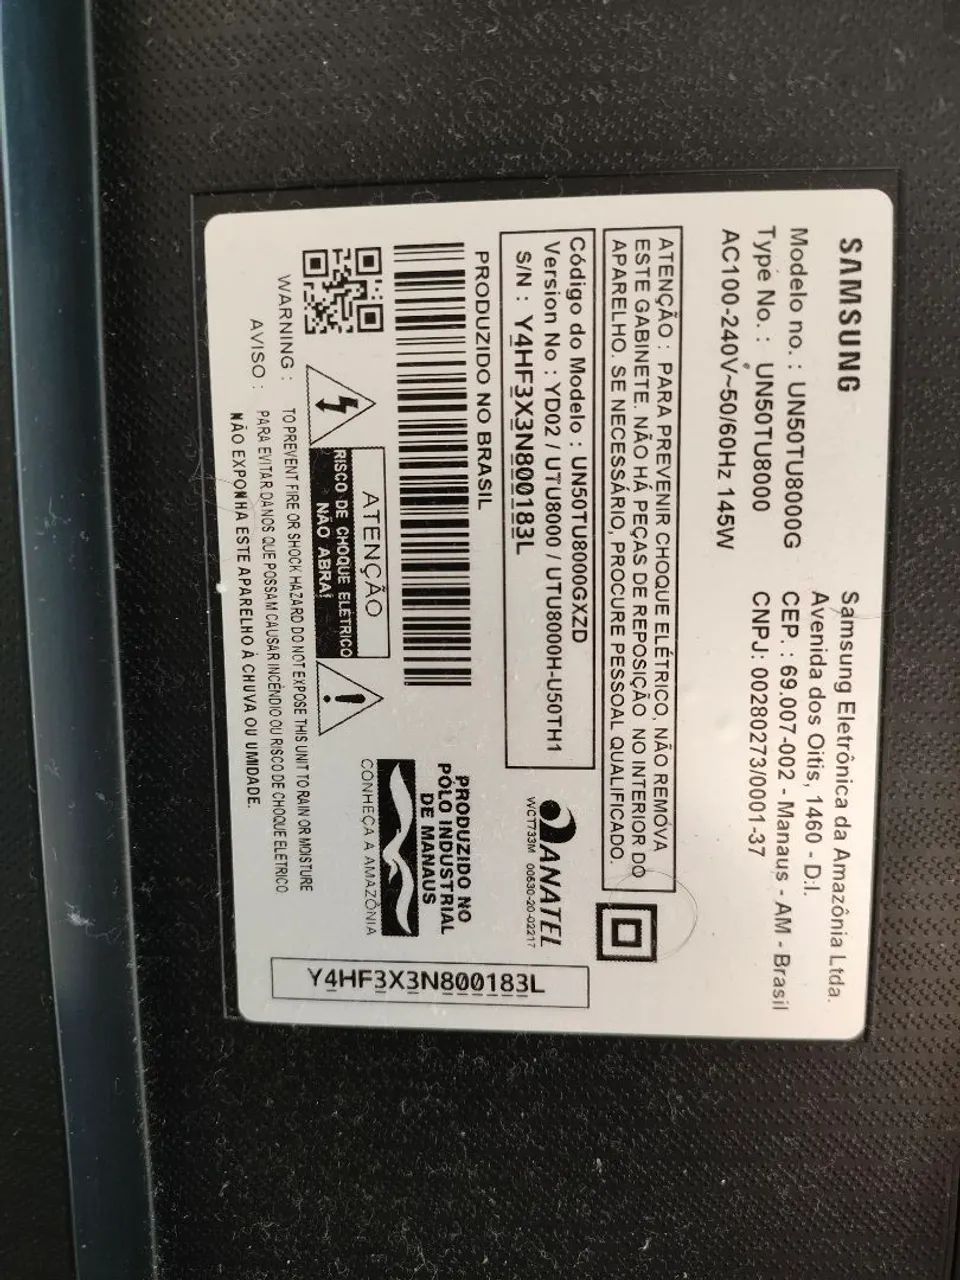 SAMSUNG
Modelo no. : UN50TU8000G
Type No. : UN50TU8000
AC100-240V~50/60Hz 145W
Samsung Eletrônica da Amazônia Ltda.
Avenida dos Oitis, 1460 - D.I.
CEP. : 69.007-002 - Manaus - AM - Brasil
CNPJ: 00280273/0001-37
ATENÇÃO : PARA PREVENIR CHOQUE ELÉTRICO, NÃO REMOVA
ESTE GABINETE. NÃO HÁ PEÇAS DE REPOSIÇÃO NO INTERIOR DO
APARELHO. SE NECESSÁRIO, PROCURE PESSOAL QUALIFICADO.
Código do Modelo : UN50TU8000GXZD
Version No : YD02 / UTU8000 / UTU8000H-U50TH1
S/N : Y4HF3X3N800183L
ANATEL
WCT733M 00530-20-02217
PRODUZIDO NO BRASIL
PRODUZIDO NO
PÓLO INDUSTRIAL
DE MANAUS
CONHEÇA A AMAZÔNIA
ATENÇÃO
RISCO DE CHOQUE ELÉTRICO
NÃO ABRA!
WARNING : TO PREVENT FIRE OR SHOCK HAZARD DO NOT EXPOSE THIS UNIT TO RAIN OR MOISTURE
AVISO : PARA EVITAR DANOS QUE POSSAM CAUSAR INCÊNDIO OU RISCO DE CHOQUE ELÉTRICO
NÃO EXPONHA ESTE APARELHO À CHUVA OU UMIDADE.
Y4HF3X3N800183L